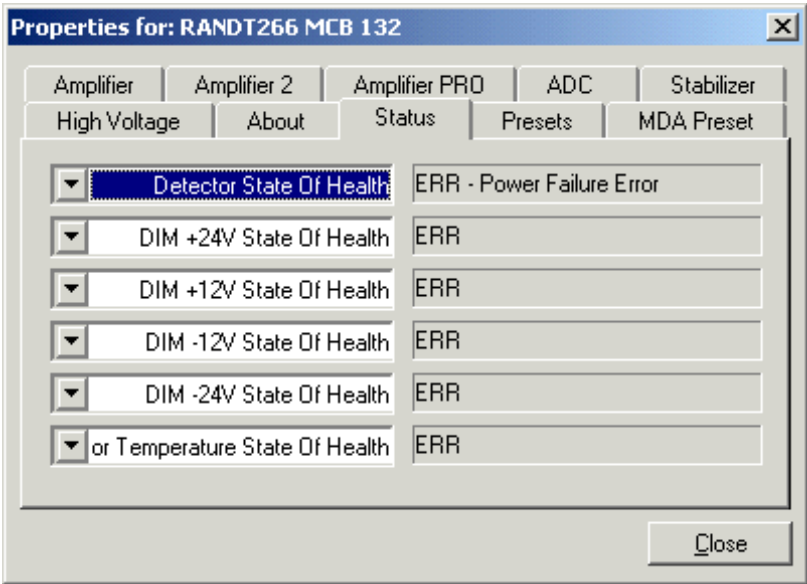 Properties for: RANDT266 MCB 132
Amplifier Amplifier 2 Amplifier PRO ADC Stabilizer
High Voltage About Status Presets MDA Preset
Detector State Of Health ERR - Power Failure Error
DIM +24V State Of Health ERR
DIM +12V State Of Health ERR
DIM -12V State Of Health ERR
DIM -24V State Of Health ERR
or Temperature State Of Health ERR
Close